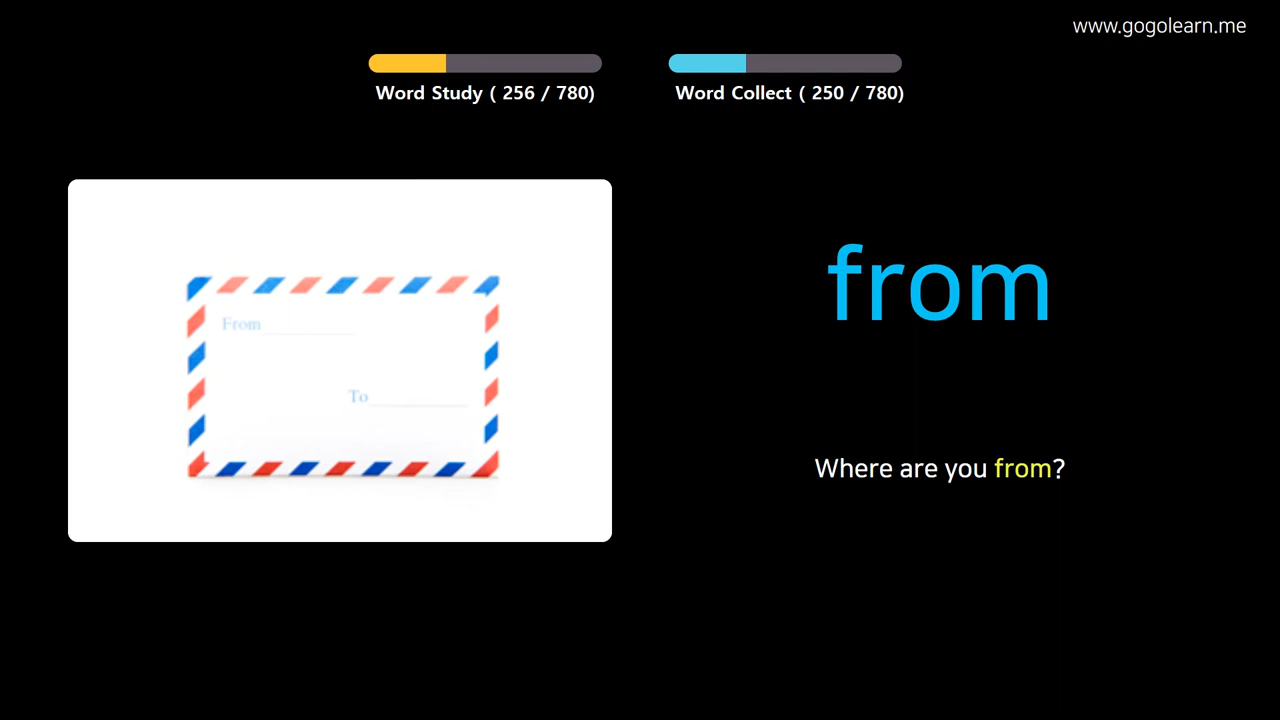 www.gogolearn.me
Word Study ( 256 / 780)
Word Collect ( 250 / 780)
From
To
from
Where are you from?